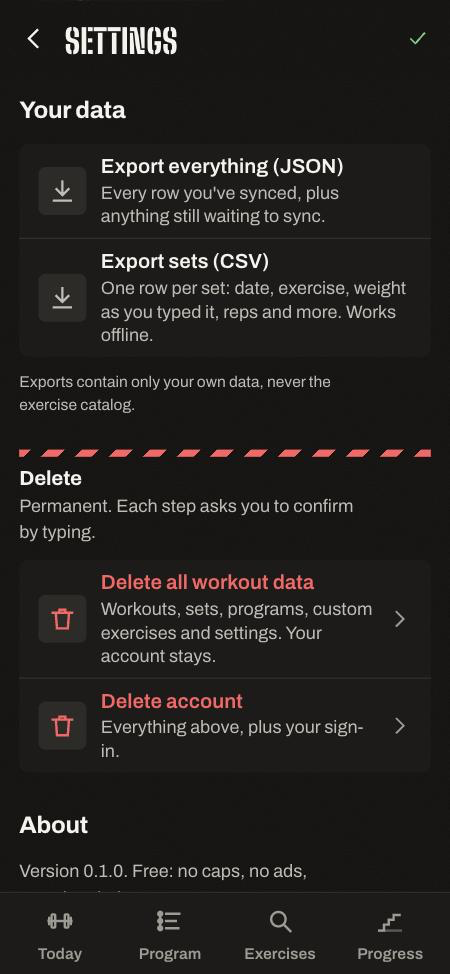 SETTINGS
Your data
Export everything (JSON)
Every row you've synced, plus
anything still waiting to sync.
Export sets (CSV)
One row per set: date, exercise, weight
as you typed it, reps and more. Works
offline.
Exports contain only your own data, never the
exercise catalog.
Delete
Permanent. Each step asks you to confirm
by typing.
Delete all workout data
Workouts, sets, programs, custom
exercises and settings. Your
account stays.
Delete account
Everything above, plus your sign-
in.
About
Version 0.1.0. Free: no caps, no ads,
Today
Program
Exercises
Progress